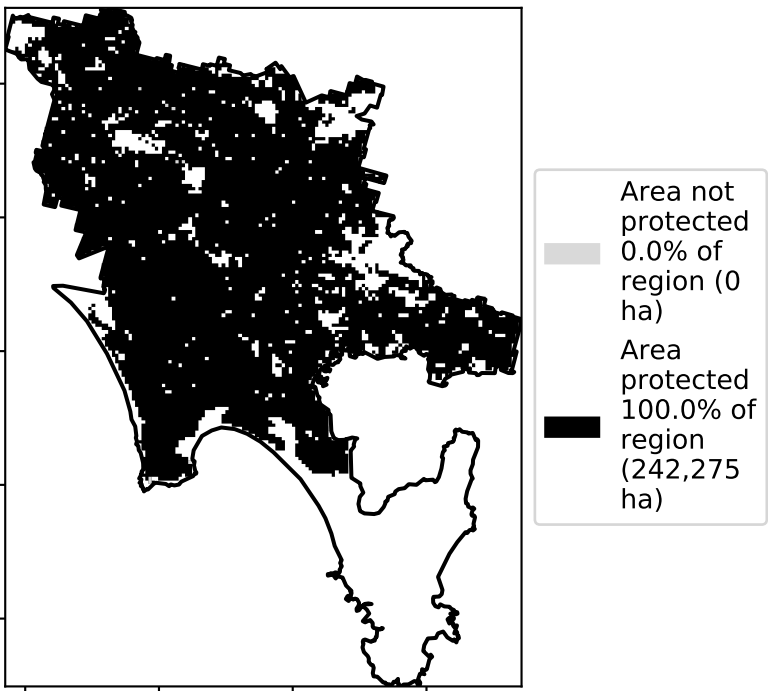 Area not
protected
0.0% of
region (0
ha)
Area
protected
100.0% of
region
(242,275
ha)